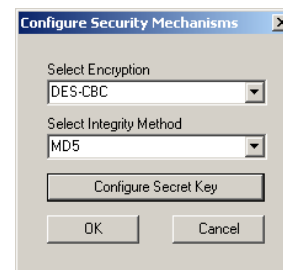 Configure Security Mechanisms
Select Encryption
DES-CBC
Select Integrity Method
MD5
Configure Secret Key
OK Cancel